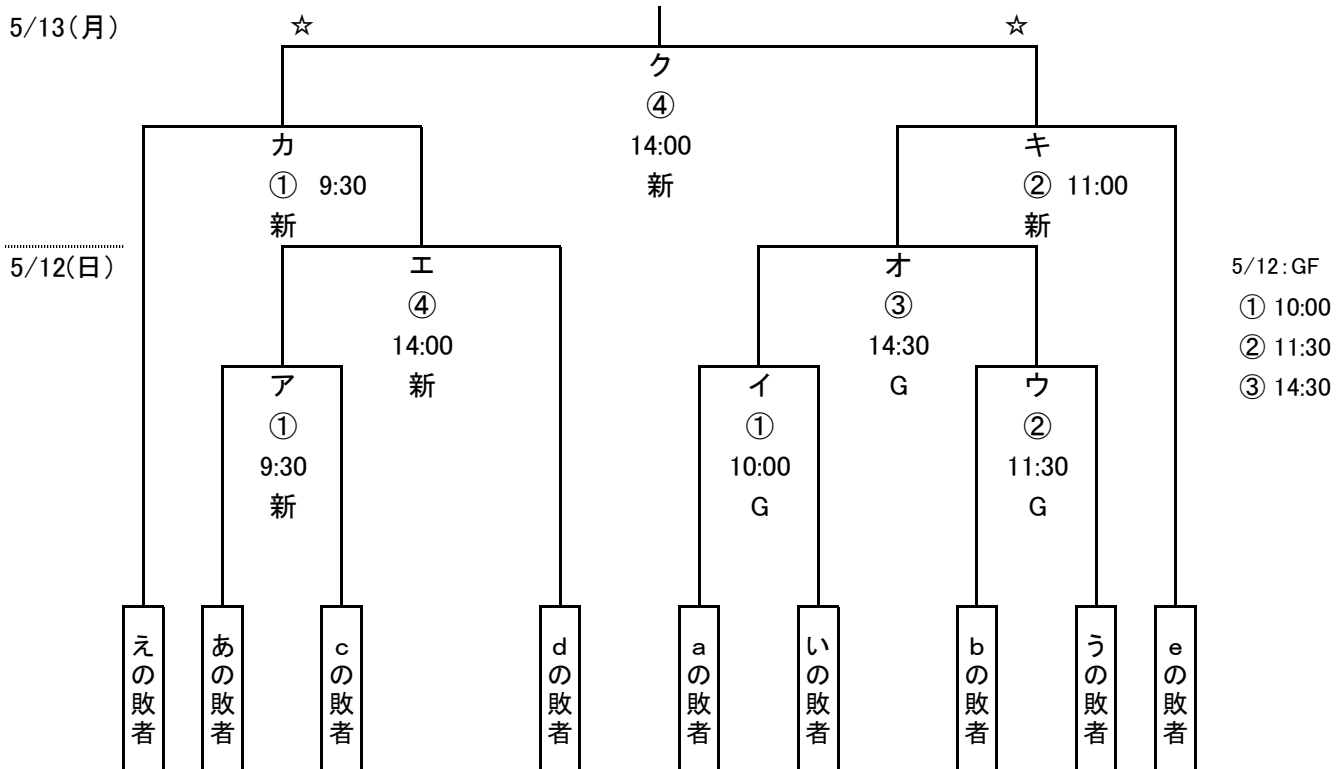 5/13(月)
☆
☆
ク
④
14:00
新
カ
① 9:30
新
キ
② 11:00
新
5/12(日)
エ
④
14:00
新
オ
③
14:30
G
5/12:GF
① 10:00
② 11:30
③ 14:30
ア
①
9:30
新
イ
①
10:00
G
ウ
②
11:30
G
えの敗者
あの敗者
cの敗者
dの敗者
aの敗者
いの敗者
bの敗者
うの敗者
eの敗者